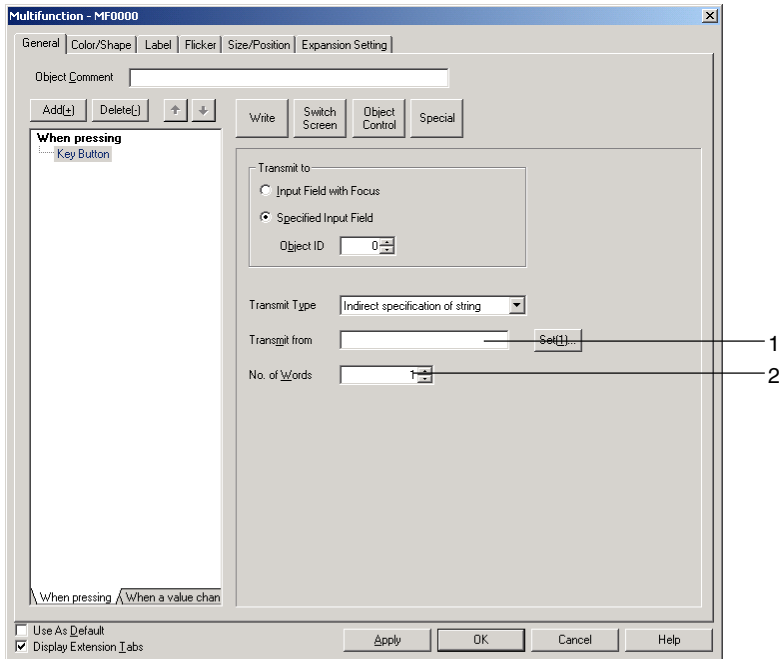 Multifunction - MF0000
General Color/Shape Label Flicker Size/Position Expansion Setting
Object Comment
Add(+) Delete(-)
Write Switch Screen Object Control Special
When pressing
Key Button
Transmit to
Input Field with Focus
Specified Input Field
Object ID 0
Transmit Type Indirect specification of string
Transmit from Set(1)... 1
No. of Words 1 2
When pressing When a value chan
Use As Default
Display Extension Tabs
Apply OK Cancel Help